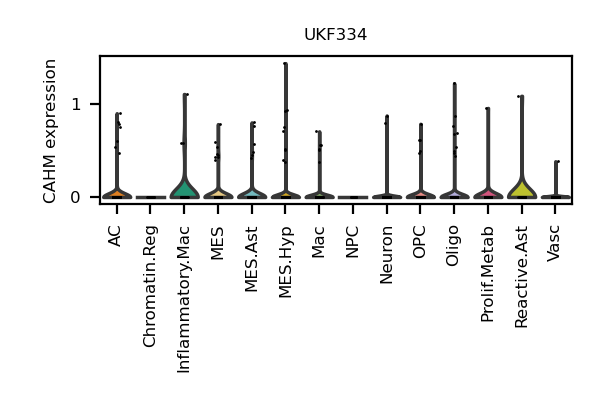 UKF334
CAHM expression
1
0
AC
Chromatin.Reg
Inflammatory.Mac
MES
MES.Ast
MES.Hyp
Mac
NPC
Neuron
OPC
Oligo
Prolif.Metab
Reactive.Ast
Vasc